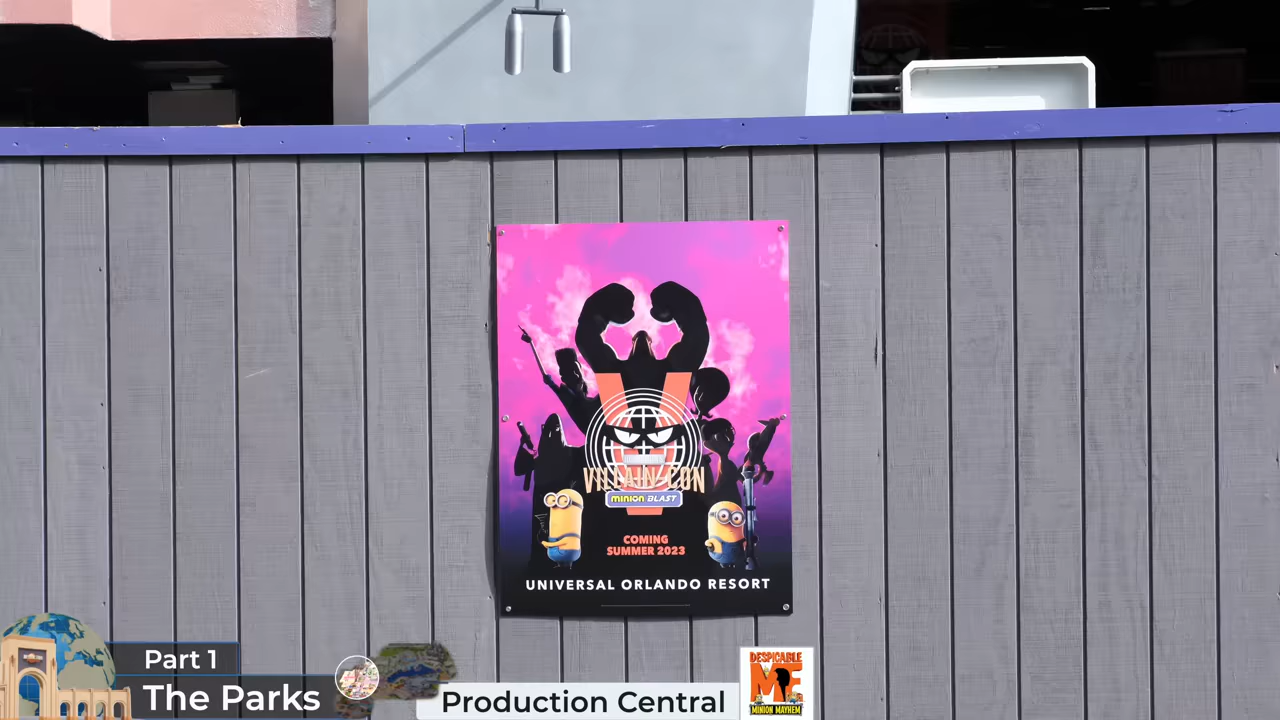 VILLAIN-CON
MINION BLAST
COMING
SUMMER 2023
UNIVERSAL ORLANDO RESORT
Part 1
The Parks
Production Central
DESPICABLE
ME
MINION MAYHEM